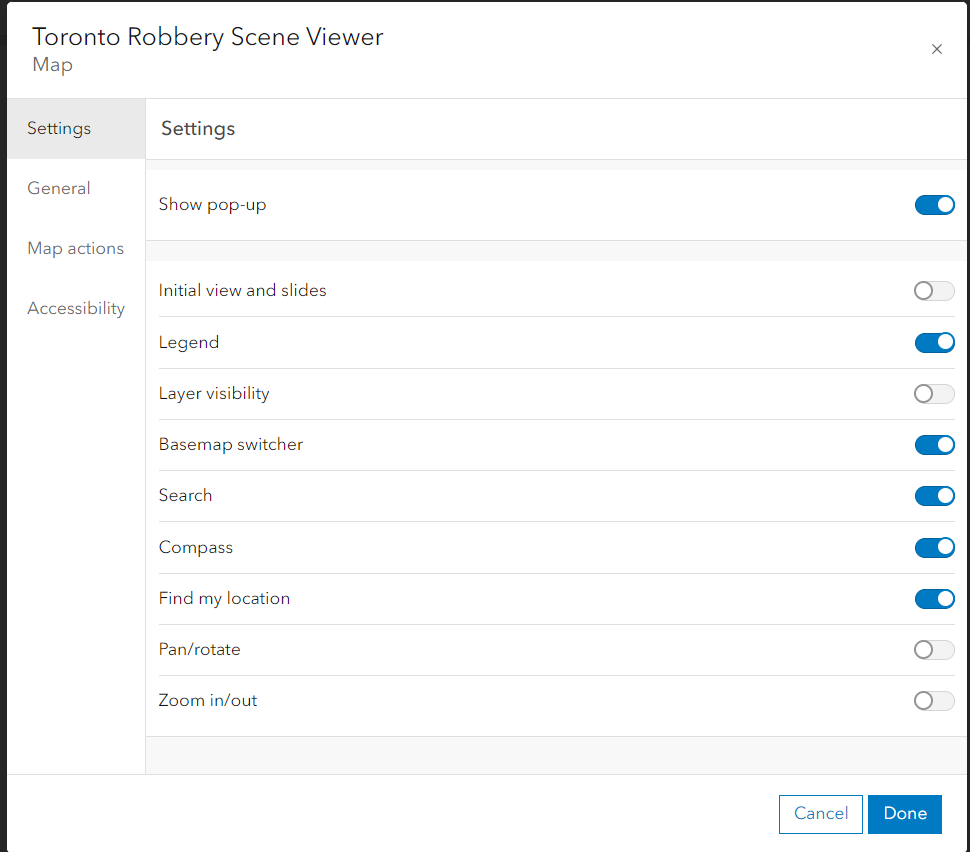 Toronto Robbery Scene Viewer
Map
Settings
General
Map actions
Accessibility
Settings
Show pop-up
Initial view and slides
Legend
Layer visibility
Basemap switcher
Search
Compass
Find my location
Pan/rotate
Zoom in/out
Cancel
Done